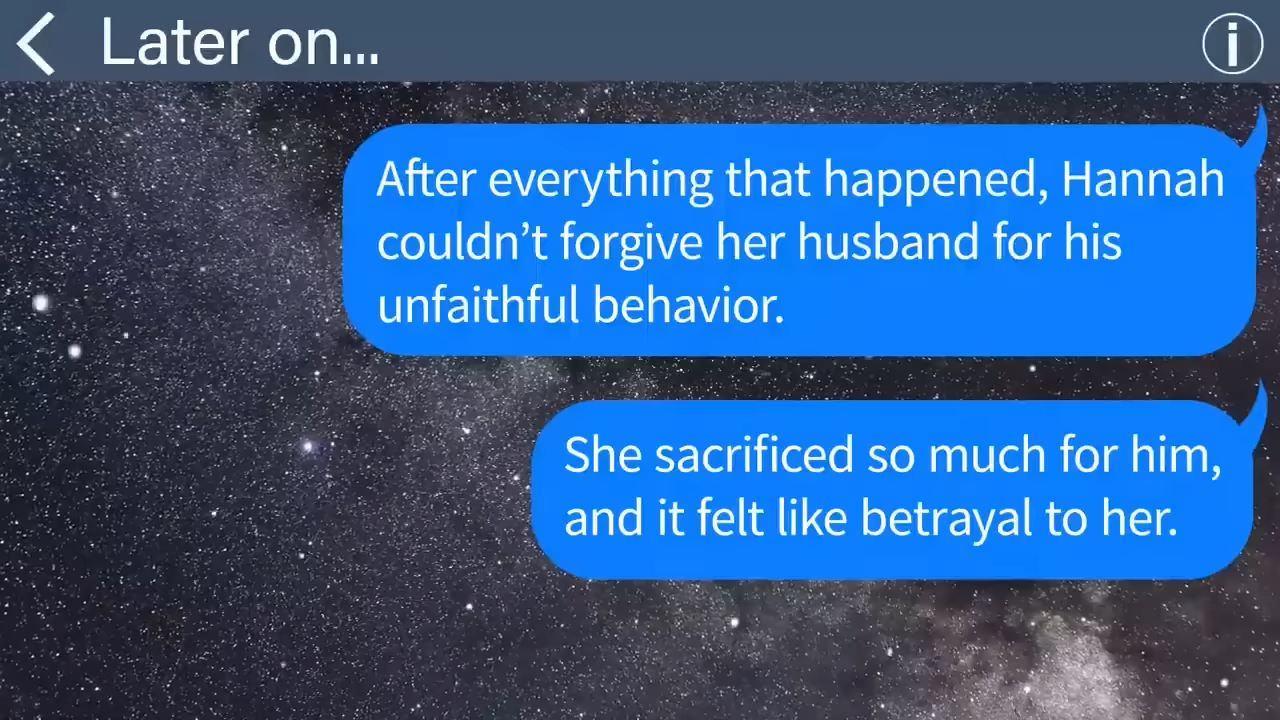 Later on...
After everything that happened, Hannah
couldn’t forgive her husband for his
unfaithful behavior.
She sacrificed so much for him,
and it felt like betrayal to her.